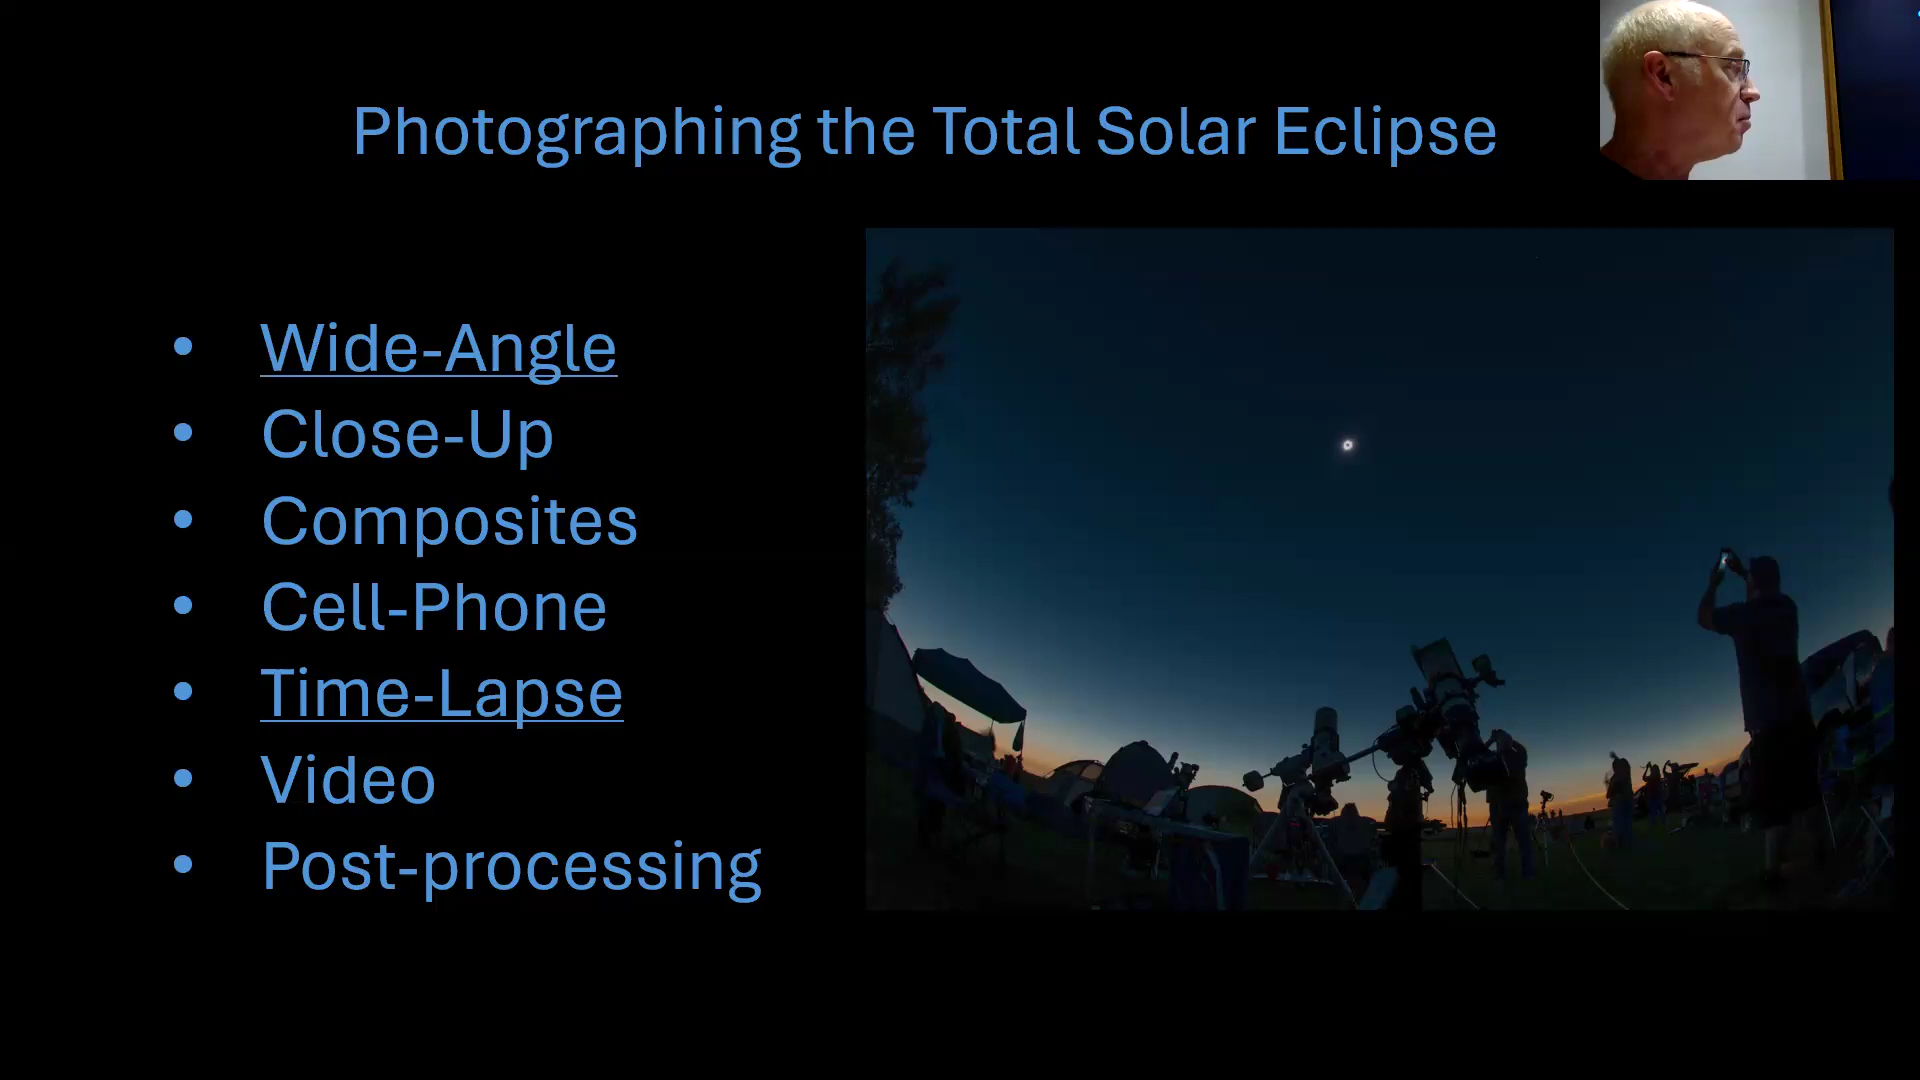 Photographing the Total Solar Eclipse
• Wide-Angle
• Close-Up
• Composites
• Cell-Phone
• Time-Lapse
• Video
• Post-processing